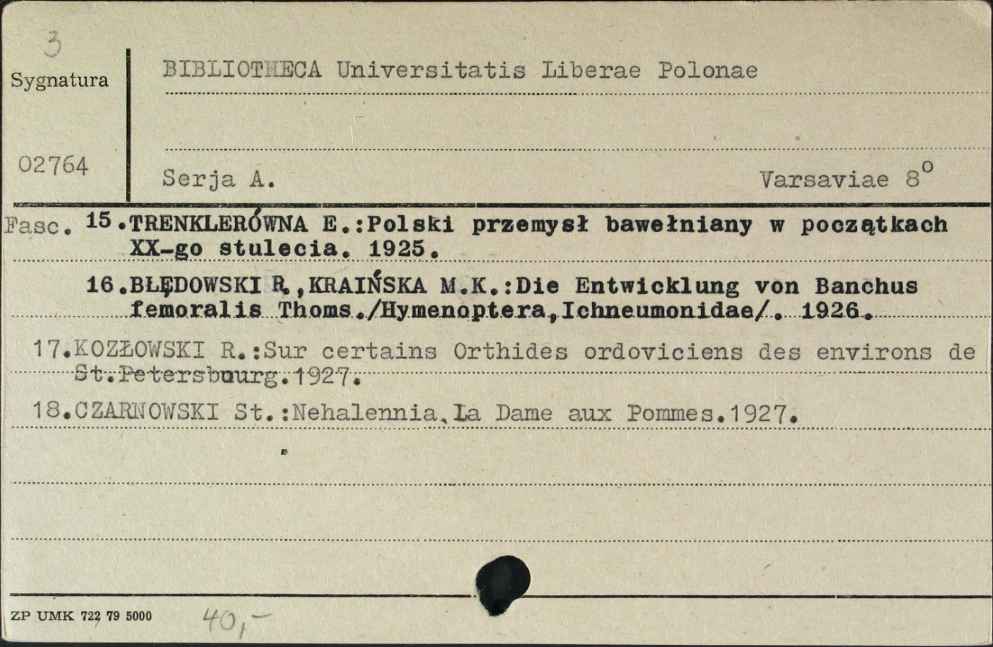 3
Sygnatura
BIBLIOTHECA Universitatis Liberae Polonae
02764
Serja A. Varsaviae 8°
Fasc. 15.TRENKLERÓWNA E.:Polski przemysł bawełniany w początkach
XX-go stulecia. 1925.
16.BŁĘDOWSKI R.,KRAIŃSKA M.K.:Die Entwicklung von Banchus
femoralis Thoms./Hymenoptera,Ichneumonidae/. 1926.
17.KOZŁOWSKI R.:Sur certains Orthides ordoviciens des environs de
St.Petersbourg.1927.
18.CZARNOWSKI St.:Nehalennia,La Dame aux Pommes.1927.
ZP UMK 722 79 5000 40,-